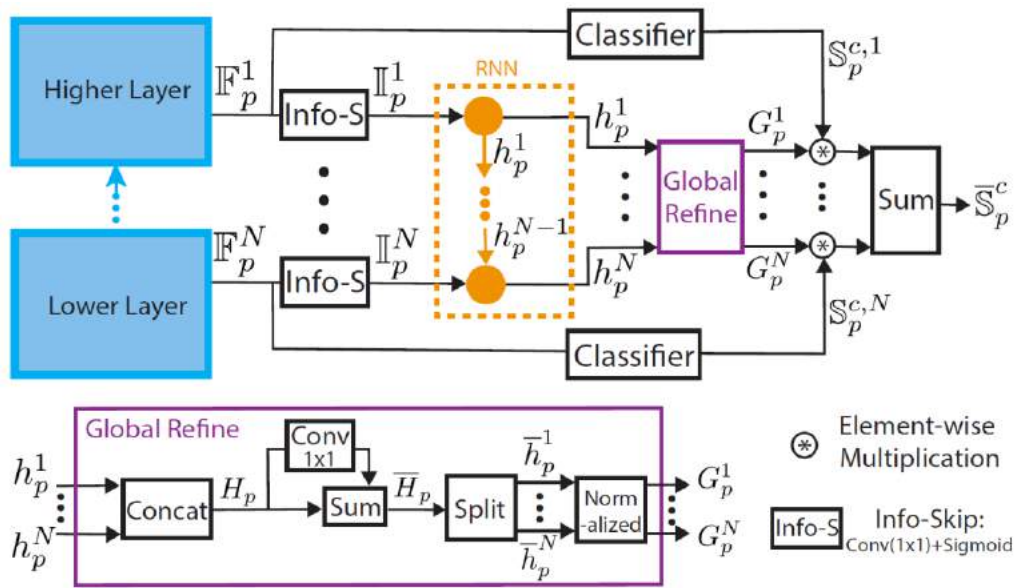 Higher Layer
𝔽_p^1
Info-S
𝕀_p^1
RNN
h_p^1
h_p^{N-1}
h_p^1
Global
Refine
G_p^1
Classifier
𝕊_p^{c,1}
Sum
𝕊̅_p^c
Lower Layer
𝔽_p^N
Info-S
𝕀_p^N
h_p^N
G_p^N
Classifier
𝕊_p^{c,N}
Global Refine
h_p^1
h_p^N
Concat
H_p
Conv
1x1
Sum
H̅_p
Split
h̅_p^1
h̅_p^N
Norm
-alized
G_p^1
G_p^N
Element-wise
Multiplication
Info-S
Info-Skip:
Conv(1x1)+Sigmoid